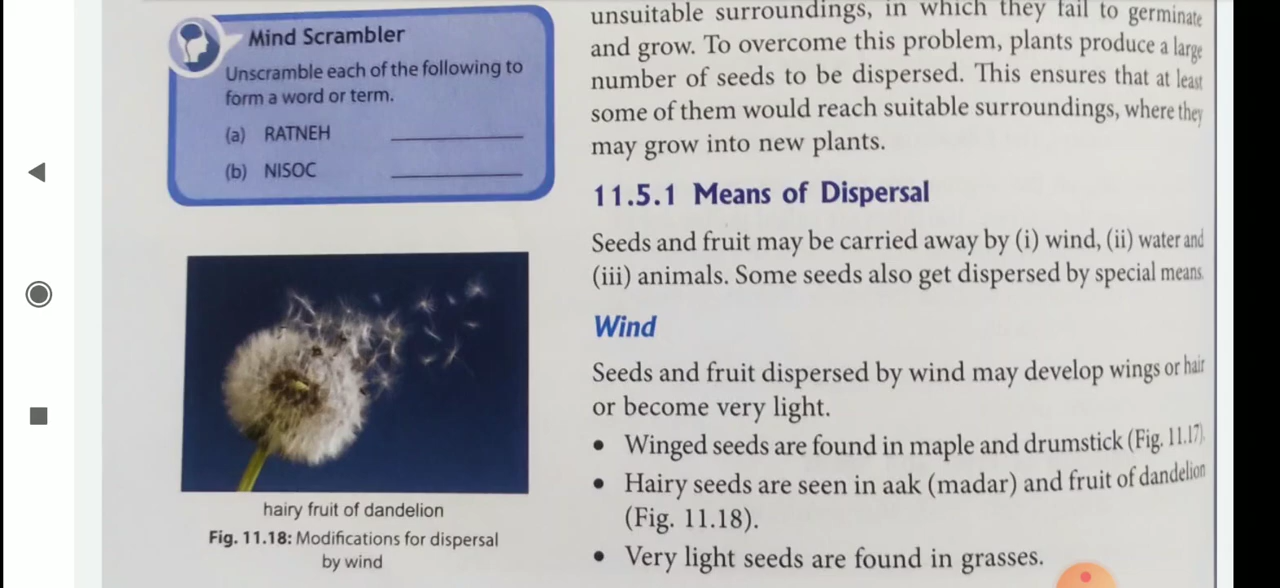 Mind Scrambler
Unscramble each of the following to
form a word or term.
(a) RATNEH
(b) NISOC
hairy fruit of dandelion
Fig. 11.18: Modifications for dispersal
by wind
unsuitable surroundings, in which they fail to germinate
and grow. To overcome this problem, plants produce a large
number of seeds to be dispersed. This ensures that at least
some of them would reach suitable surroundings, where they
may grow into new plants.
11.5.1 Means of Dispersal
Seeds and fruit may be carried away by (i) wind, (ii) water and
(iii) animals. Some seeds also get dispersed by special means.
Wind
Seeds and fruit dispersed by wind may develop wings or hair
or become very light.
• Winged seeds are found in maple and drumstick (Fig. 11.17).
• Hairy seeds are seen in aak (madar) and fruit of dandelion
(Fig. 11.18).
• Very light seeds are found in grasses.